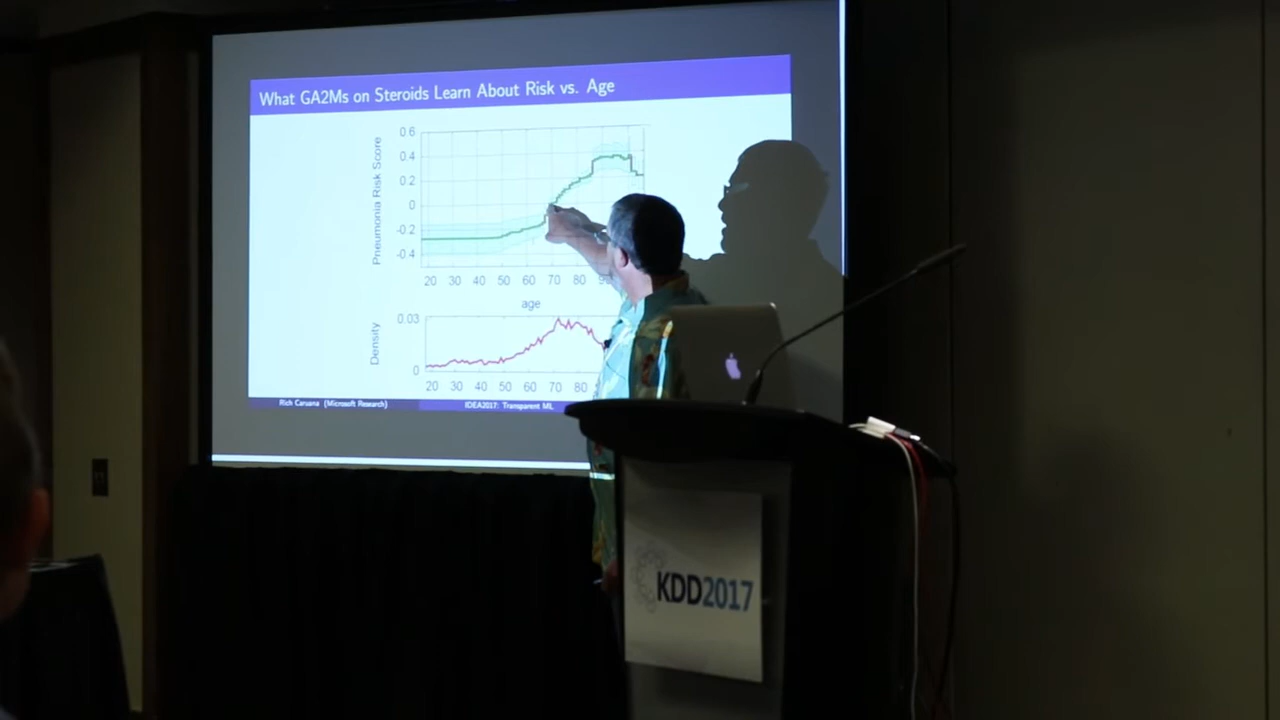 What GA2Ms on Steroids Learn About Risk vs. Age
Pneumonia Risk Score
0.6
0.4
0.2
0
-0.2
-0.4
20 30 40 50 60 70 80
age
Density
0.03
0
20 30 40 50 60 70 80
Rich Caruana (Microsoft Research) IDEA2017: Transparent ML
KDD2017